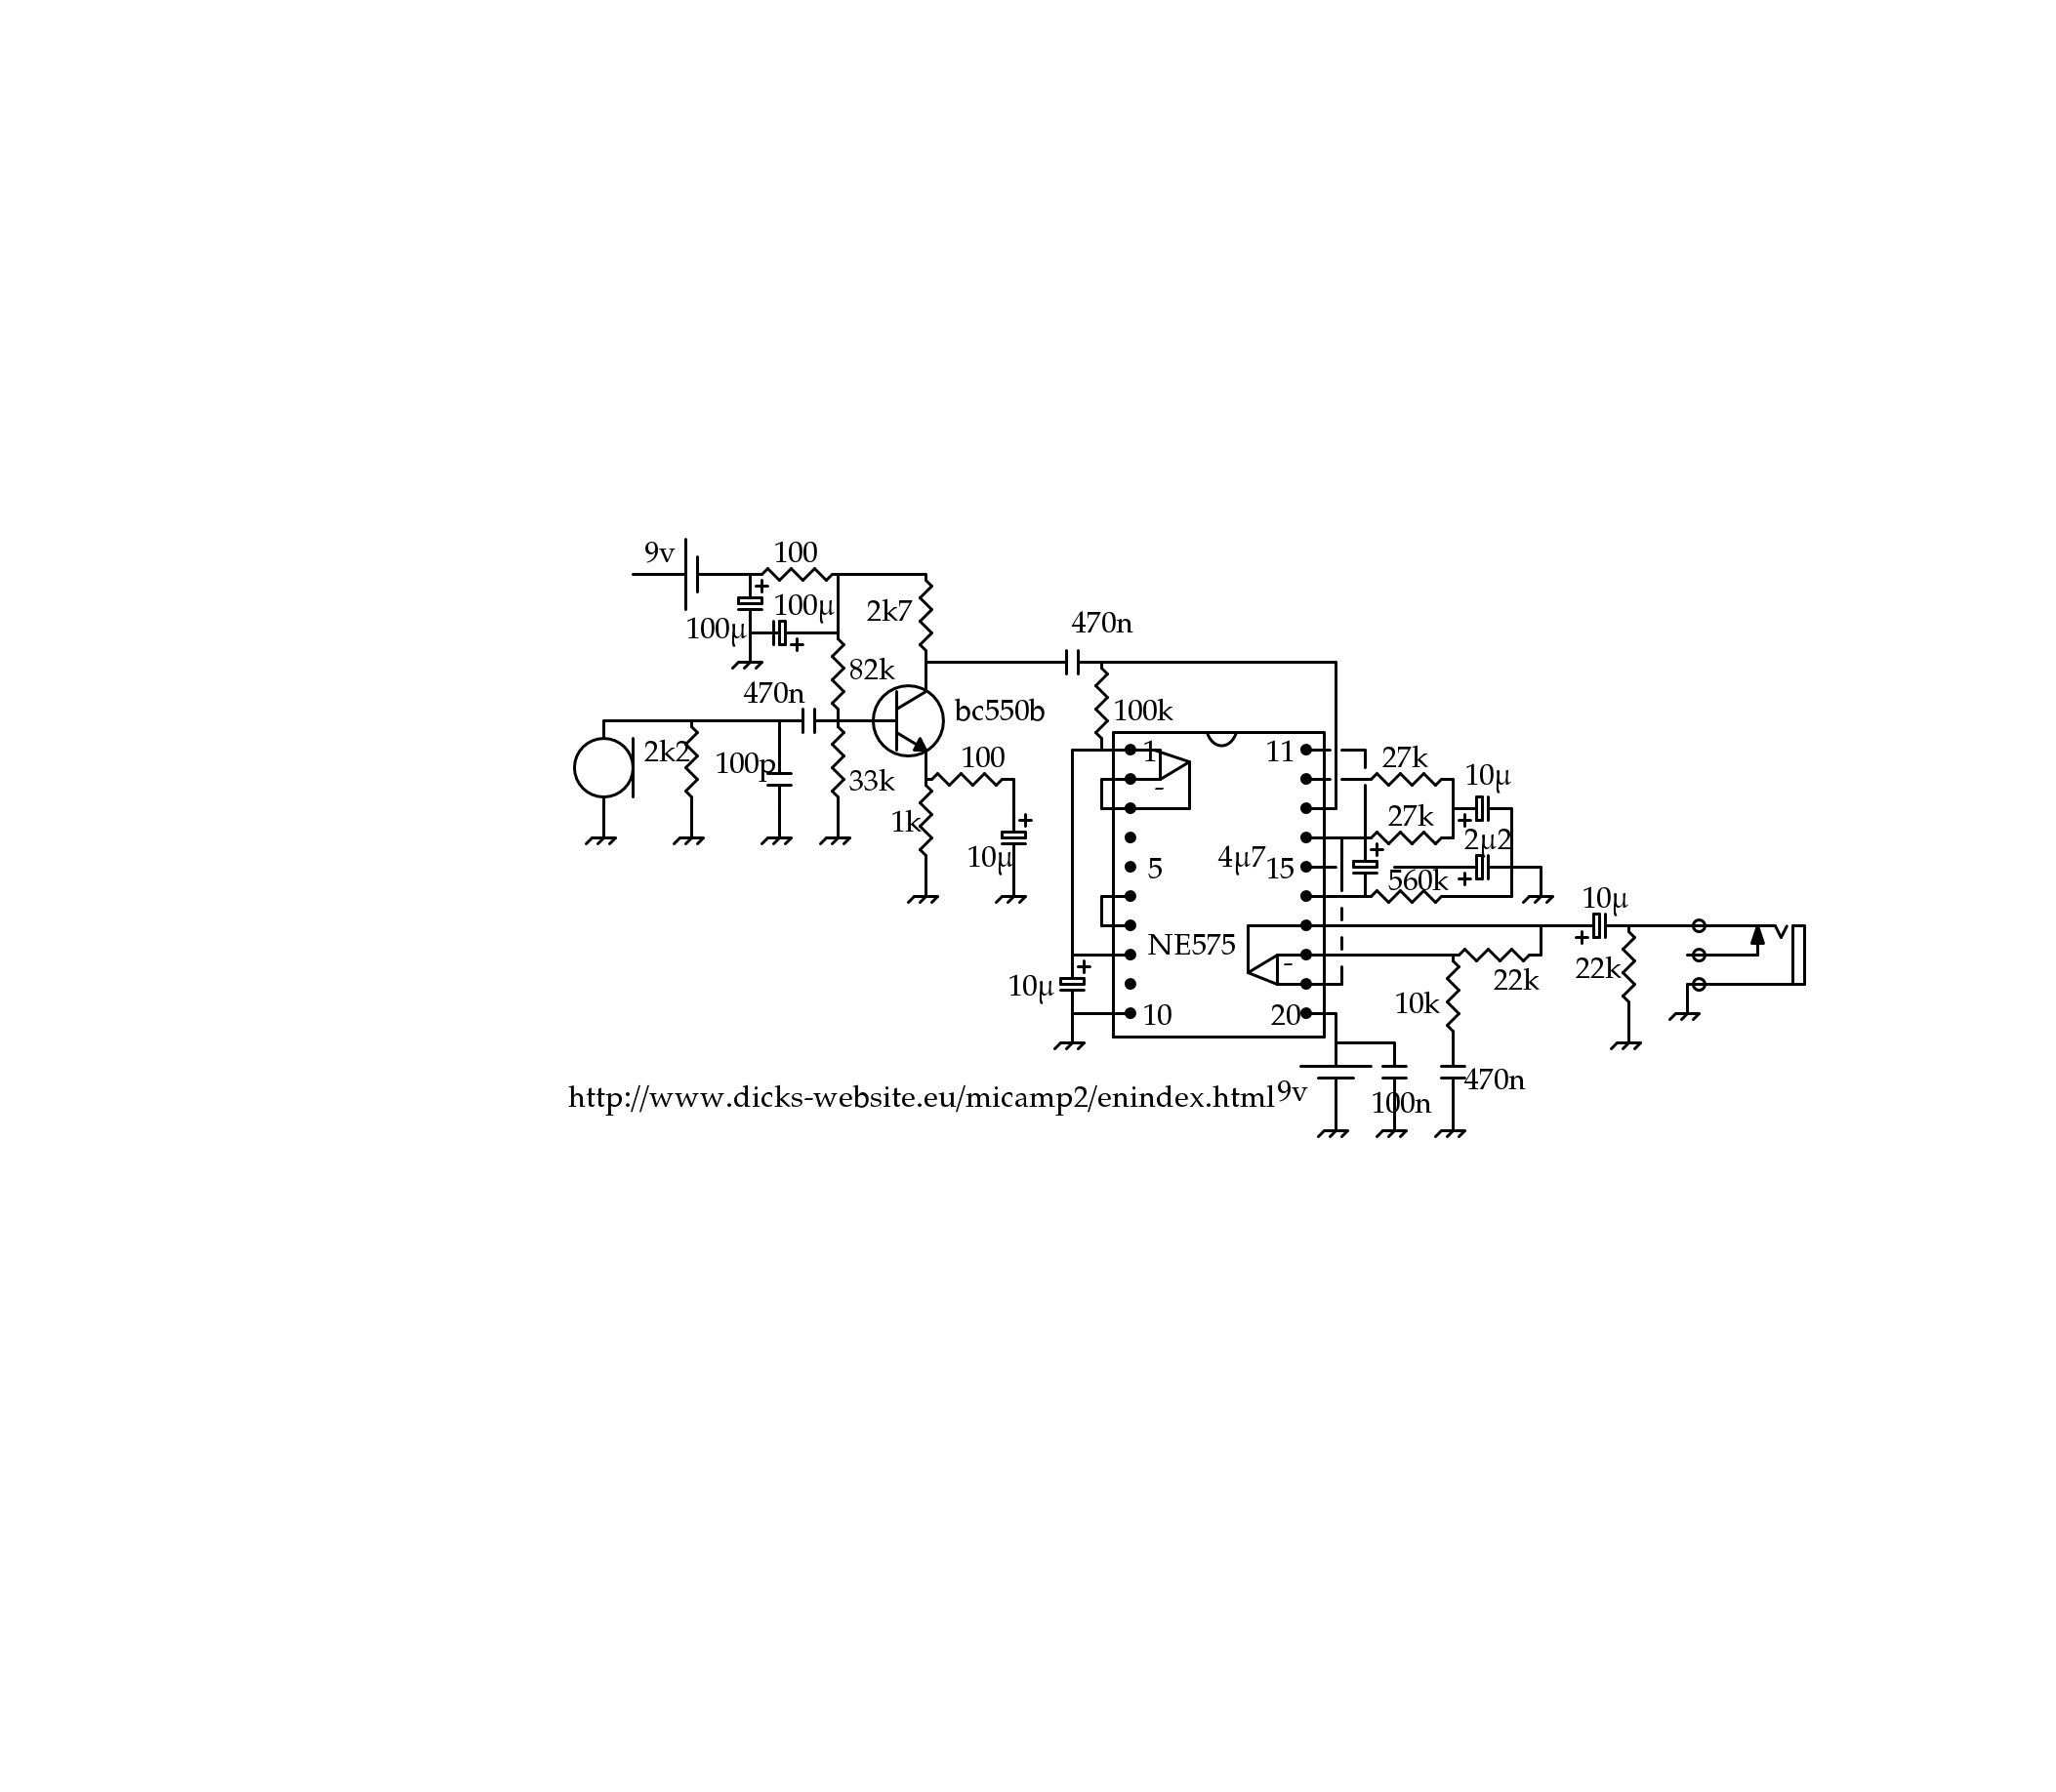 9v
100
100µ
100µ
2k7
470n
82k
470n
bc550b
100k
2k2
100p
33k
100
1k
10µ
1
11
27k
10µ
27k
2µ2
4µ7
5
15
560k
10µ
NE575
-
-
22k
22k
10µ
10
20
10k
470n
9v
100n
http://www.dicks-website.eu/micamp2/enindex.html